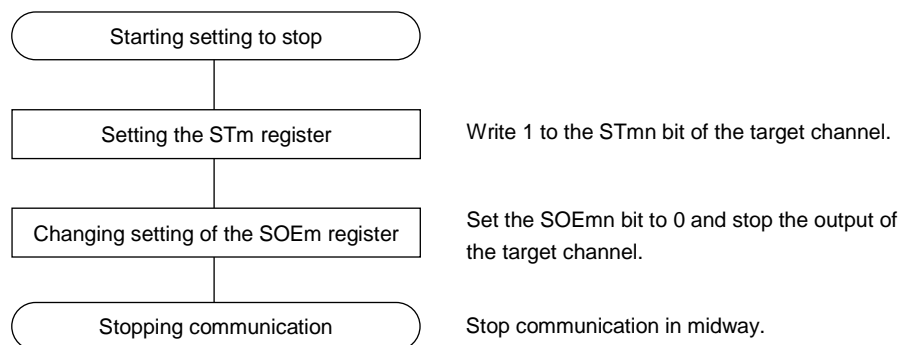 Starting setting to stop
Setting the STm register
Write 1 to the STmn bit of the target channel.
Changing setting of the SOEm register
Set the SOEmn bit to 0 and stop the output of
the target channel.
Stopping communication
Stop communication in midway.